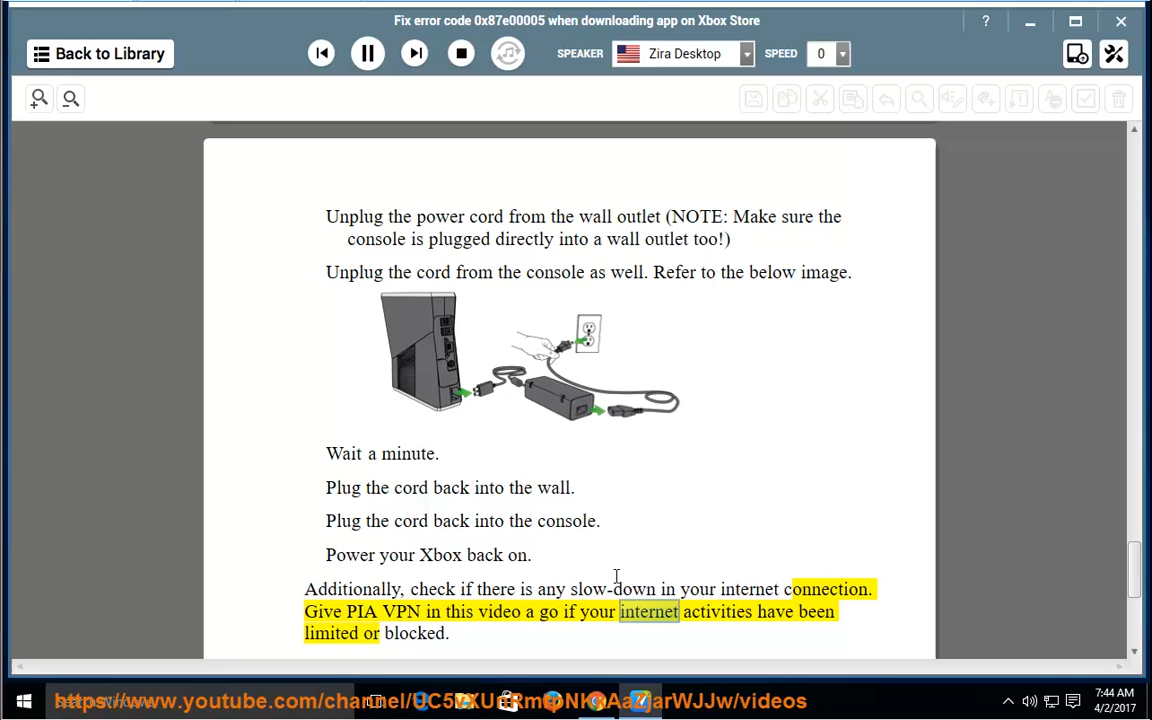 Fix error code 0x87e00005 when downloading app on Xbox Store
?
Back to Library
SPEAKER
Zira Desktop
SPEED
0
Unplug the power cord from the wall outlet (NOTE: Make sure the
console is plugged directly into a wall outlet too!)
Unplug the cord from the console as well. Refer to the below image.
Wait a minute.
Plug the cord back into the wall.
Plug the cord back into the console.
Power your Xbox back on.
Additionally, check if there is any slow-down in your internet connection.
Give PIA VPN in this video a go if your internet activities have been
limited or blocked.
7:44 AM
4/2/2017